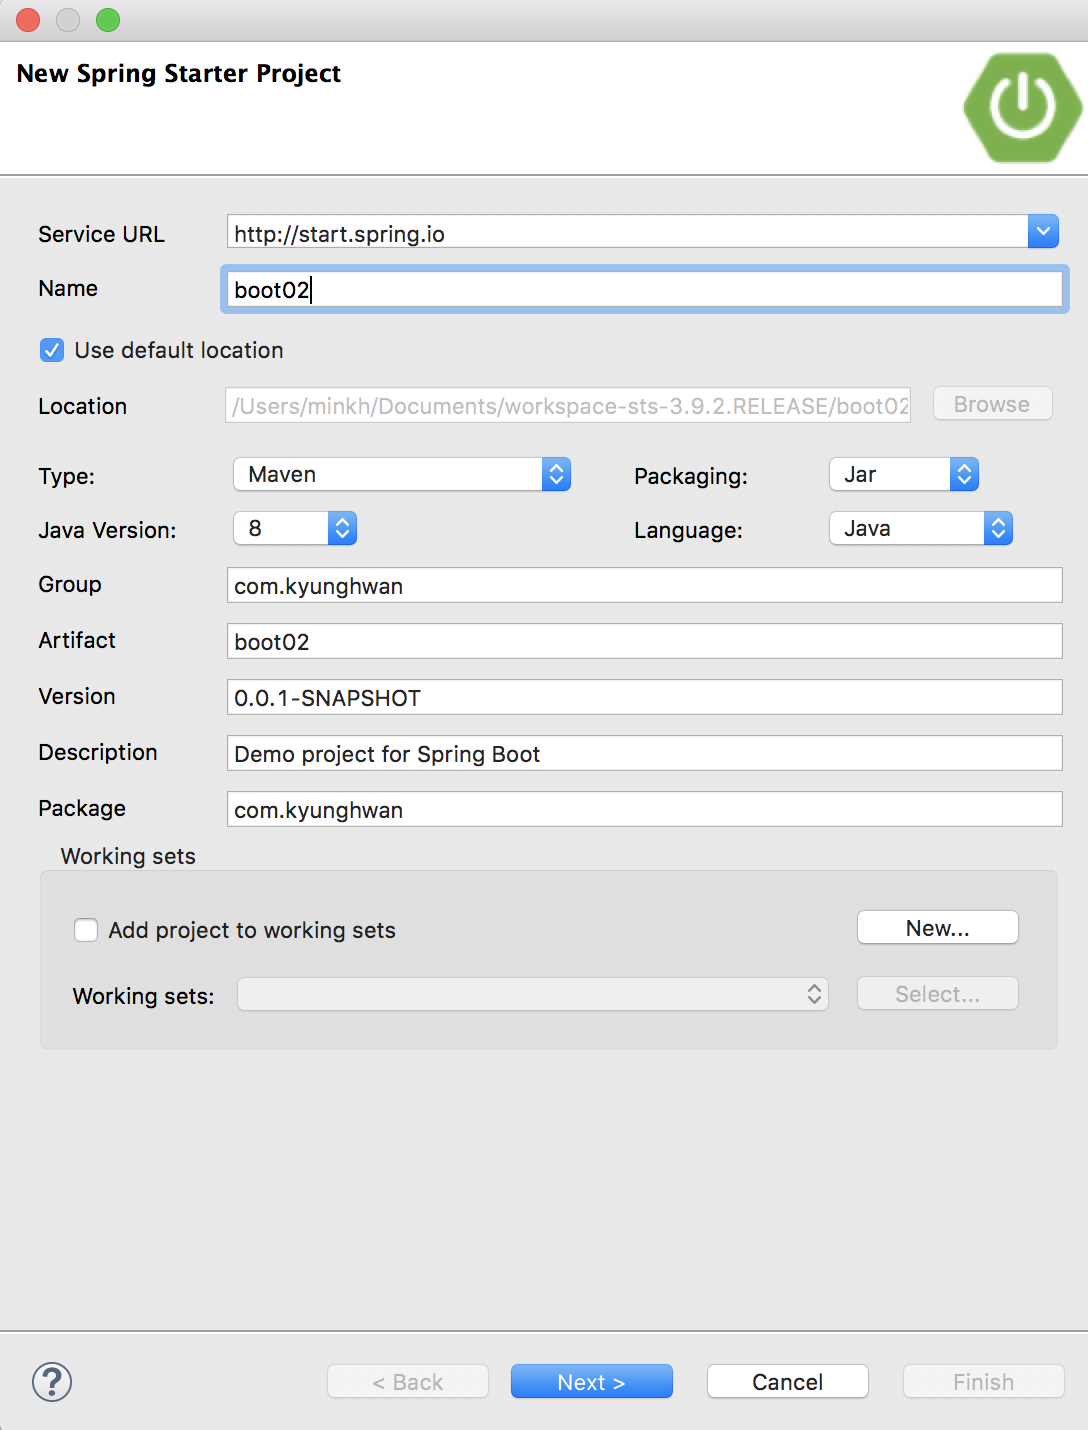 New Spring Starter Project
Service URL http://start.spring.io
Name boot02
Use default location
Location /Users/minkh/Documents/workspace-sts-3.9.2.RELEASE/boot02 Browse
Type: Maven Packaging: Jar
Java Version: 8 Language: Java
Group com.kyunghwan
Artifact boot02
Version 0.0.1-SNAPSHOT
Description Demo project for Spring Boot
Package com.kyunghwan
Working sets
Add project to working sets New...
Working sets: Select...
? < Back Next > Cancel Finish